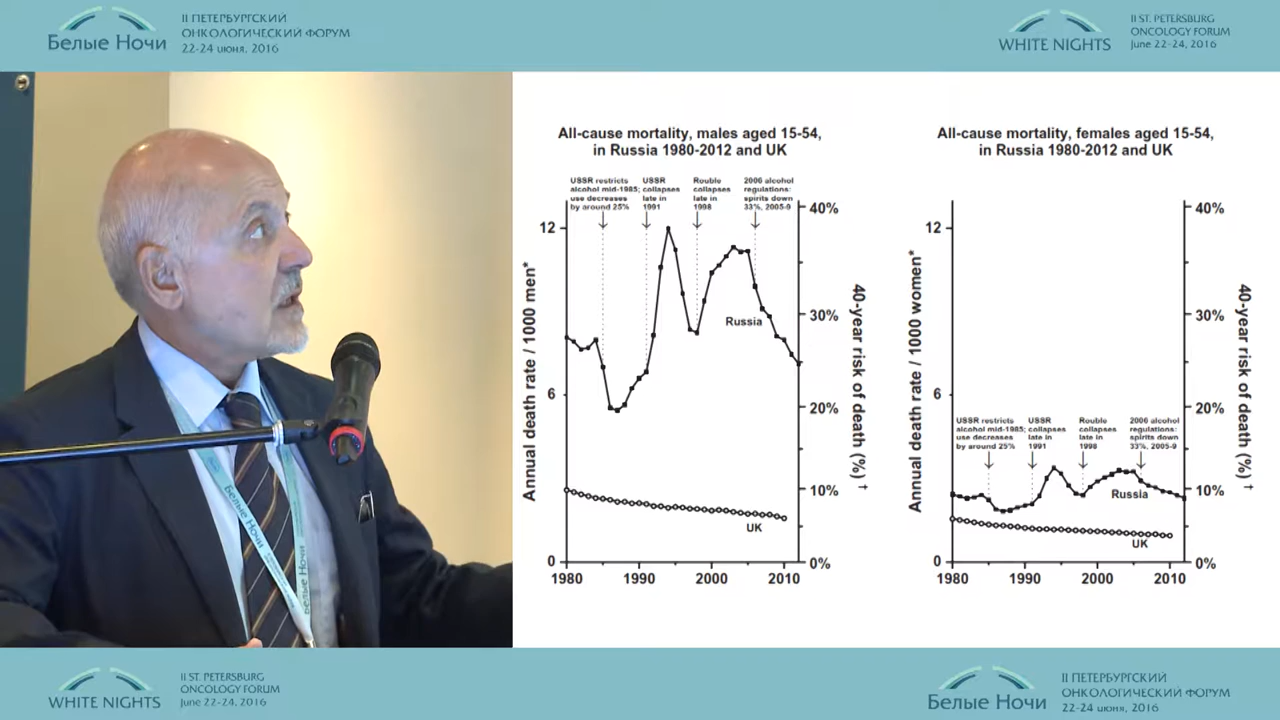 Белые Ночи
II ПЕТЕРБУРГСКИЙ
ОНКОЛОГИЧЕСКИЙ ФОРУМ
22-24 июня, 2016
WHITE NIGHTS
II ST. PETERSBURG
ONCOLOGY FORUM
June 22-24, 2016
All-cause mortality, males aged 15-54,
in Russia 1980-2012 and UK
USSR restricts
alcohol mid-1985;
use decreases
by around 25%
USSR
collapses
late in
1991
Rouble
collapses
late in
1998
2006 alcohol
regulations:
spirits down
33%, 2005-9
Annual death rate / 1000 men*
12
6
0
40%
30%
20%
10%
0%
40-year risk of death (%) †
Russia
UK
1980
1990
2000
2010
All-cause mortality, females aged 15-54,
in Russia 1980-2012 and UK
Annual death rate / 1000 women*
12
6
0
USSR restricts
alcohol mid-1985;
use decreases
by around 25%
USSR
collapses
late in
1991
Rouble
collapses
late in
1998
2006 alcohol
regulations:
spirits down
33%, 2005-9
40%
30%
20%
10%
0%
40-year risk of death (%) †
Russia
UK
1980
1990
2000
2010
Белые Ночи
Белые Ночи
WHITE NIGHTS
II ST. PETERSBURG
ONCOLOGY FORUM
June 22-24, 2016
Белые Ночи
II ПЕТЕРБУРГСКИЙ
ОНКОЛОГИЧЕСКИЙ ФОРУМ
22-24 июня, 2016